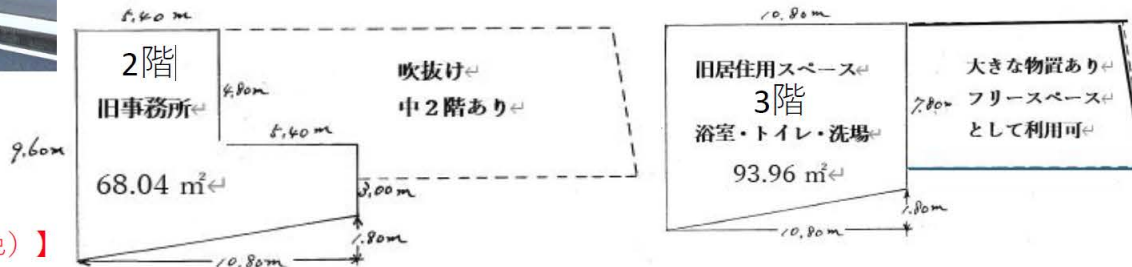 5.40m
2階
旧事務所
4.80m
9.60m
5.40m
68.04 ㎡
3.00m
1.80m
10.80m
吹抜け
中2階あり
10.80m
旧居住用スペース
3階
浴室・トイレ・洗場
93.96 ㎡
7.80m
1.80m
10.80m
大きな物置あり
フリースペース
として利用可
)】